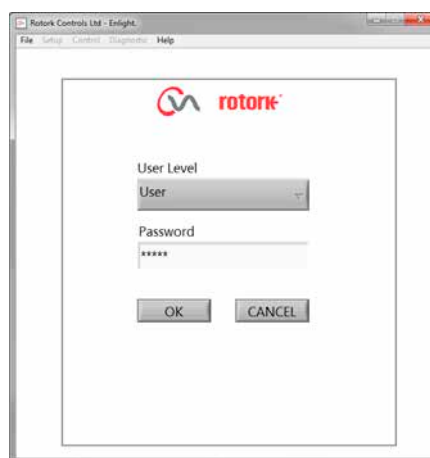 Rotork Controls Ltd - Enlight.
File Setup Control Diagnostic Help
rotork
User Level
User
Password
*****
OK CANCEL